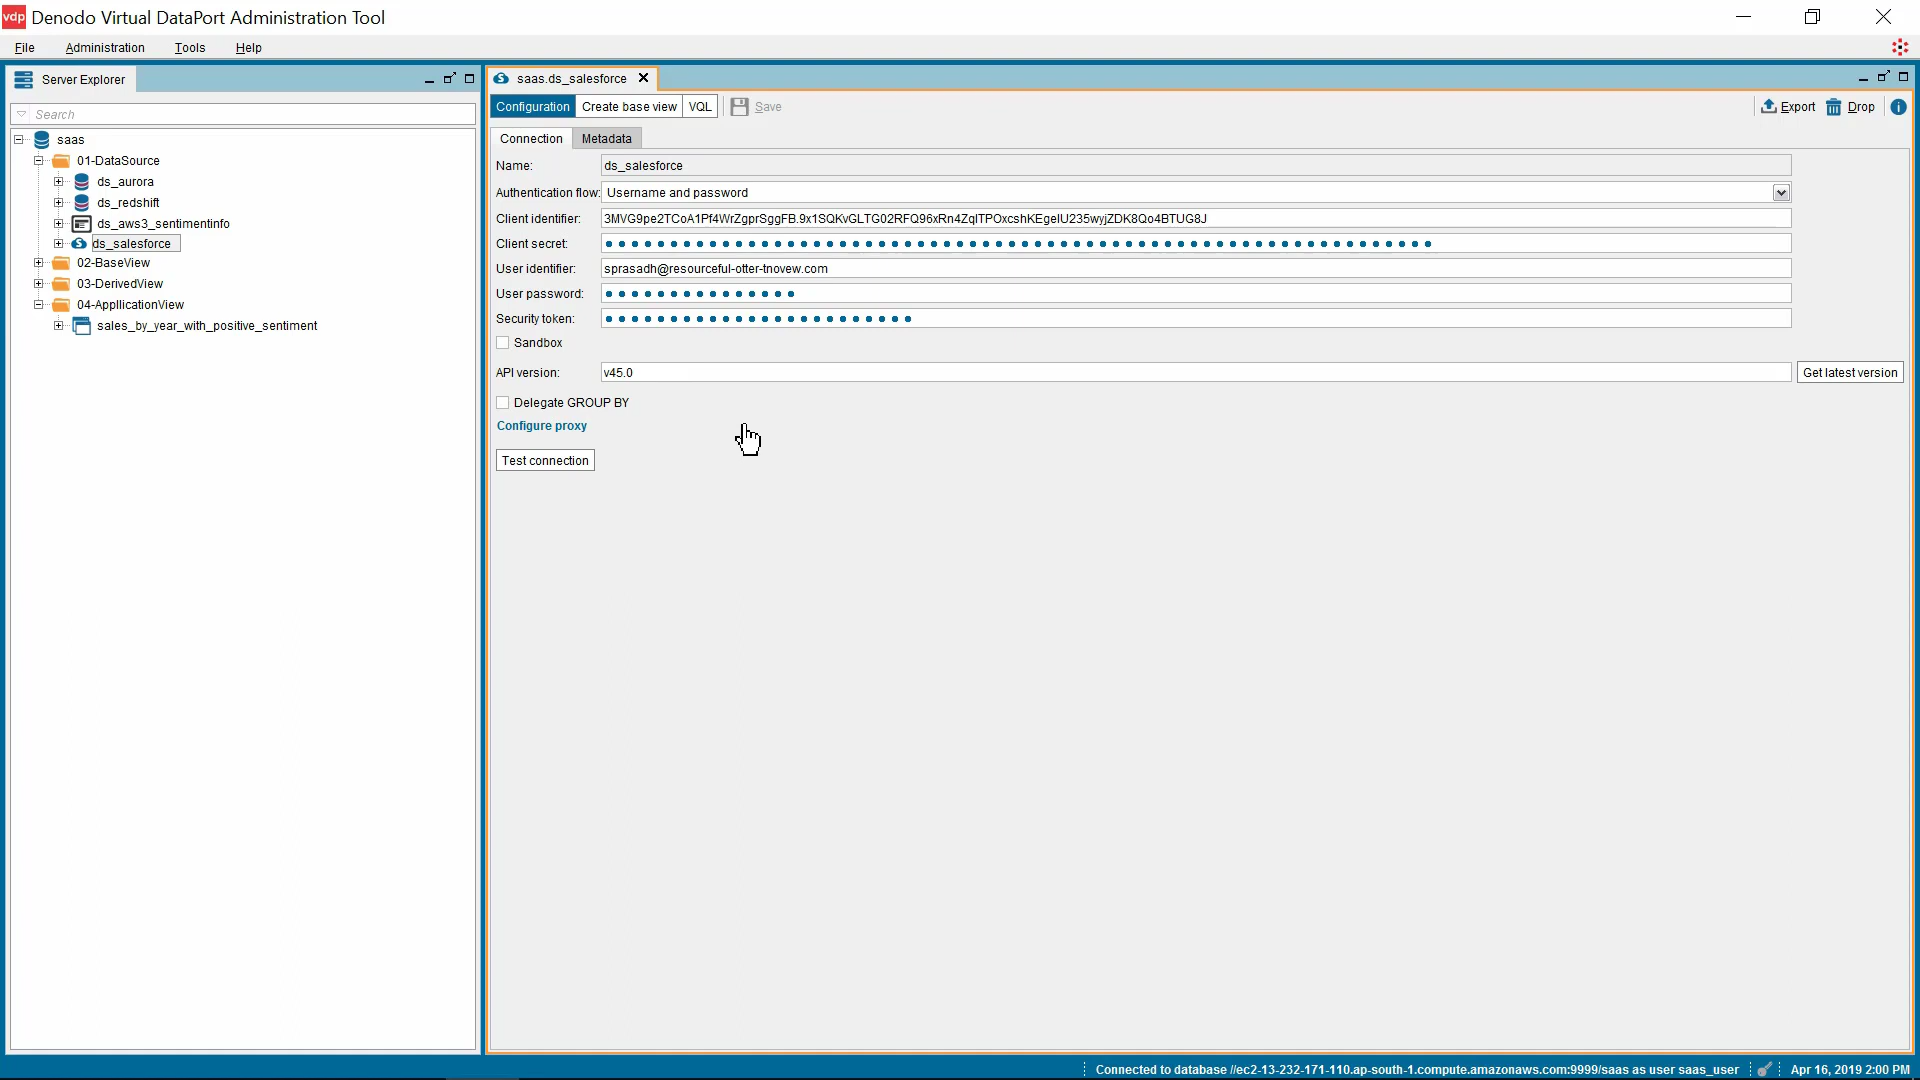 vdp Denodo Virtual DataPort Administration Tool
File Administration Tools Help
Server Explorer
saas.ds_salesforce
Configuration Create base view VQL Save Export Drop
Search
Connection Metadata
saas
01-DataSource
ds_aurora
ds_redshift
ds_aws3_sentimentinfo
ds_salesforce
02-BaseView
03-DerivedView
04-AppllicationView
sales_by_year_with_positive_sentiment
Name: ds_salesforce
Authentication flow: Username and password
Client identifier: 3MVG9pe2TCoA1Pf4WrZgprSggFB.9x1SQKvGLTG02RFQ96xRn4ZqITPOxcshKEgeIU235wyjZDK8Qo4BTUG8J
Client secret:
User identifier: sprasadh@resourceful-otter-tnovew.com
User password:
Security token:
Sandbox
API version: v45.0 Get latest version
Delegate GROUP BY
Configure proxy
Test connection
Connected to database //ec2-13-232-171-110.ap-south-1.compute.amazonaws.com:9999/saas as user saas_user Apr 16, 2019 2:00 PM